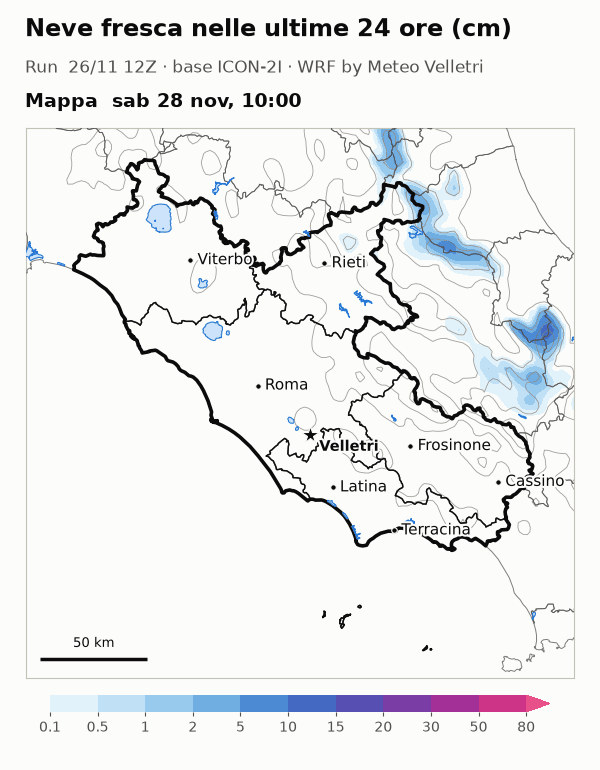 Neve fresca nelle ultime 24 ore (cm)
Run 26/11 12Z · base ICON-2I · WRF by Meteo Velletri
Mappa sab 28 nov, 10:00
Viterbo
Rieti
Roma
Velletri
Frosinone
Latina
Cassino
Terracina
50 km
0.1 0.5 1 2 5 10 15 20 30 50 80